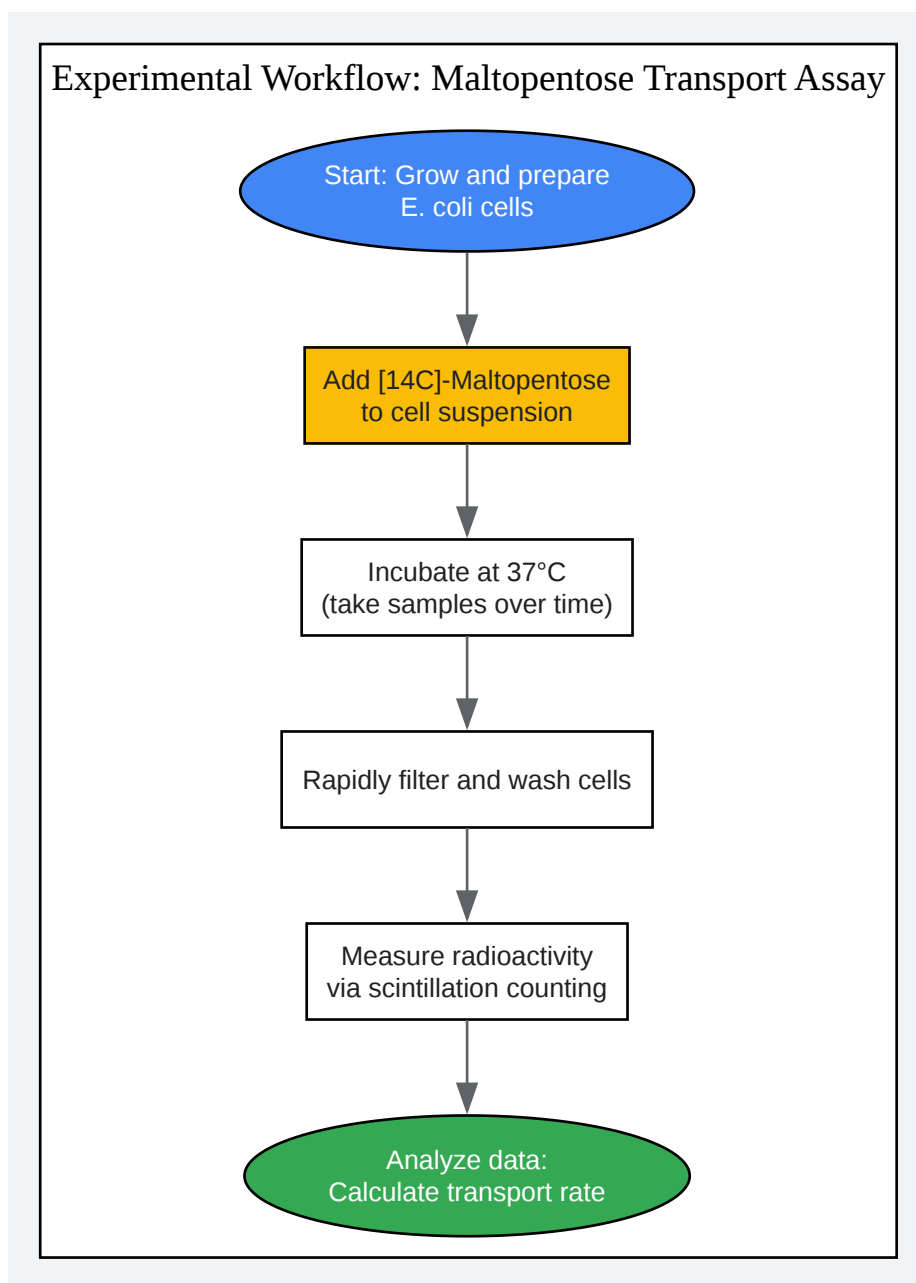 Experimental Workflow: Maltopentose Transport Assay
Start: Grow and prepare
E. coli cells
Add [14C]-Maltopentose
to cell suspension
Incubate at 37°C
(take samples over time)
Rapidly filter and wash cells
Measure radioactivity
via scintillation counting
Analyze data:
Calculate transport rate